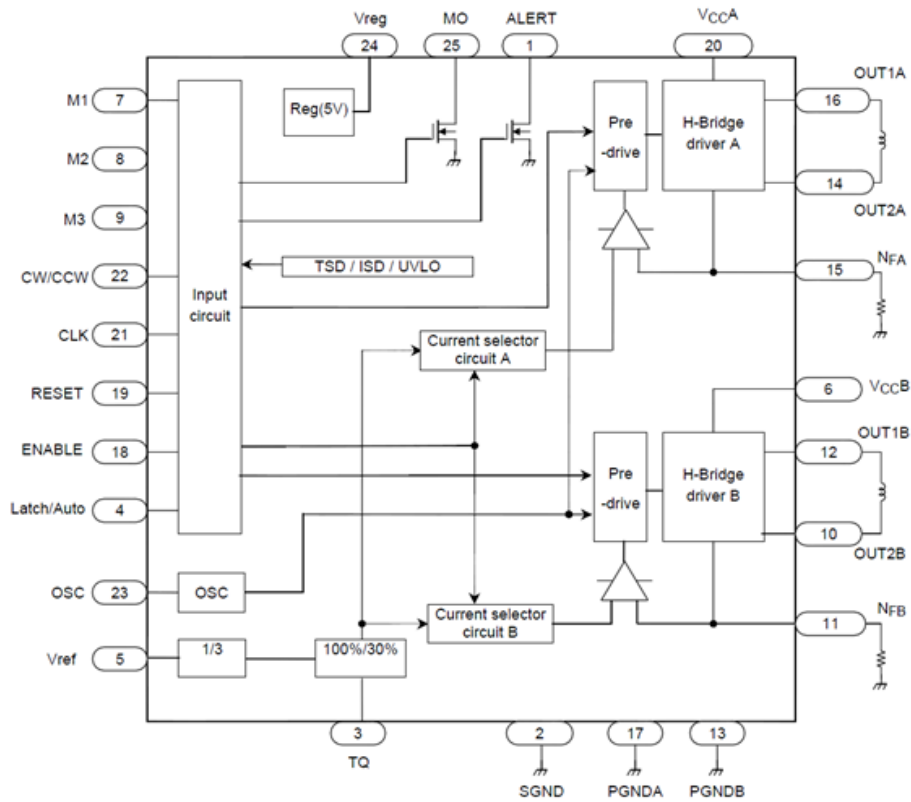 Vreg MO ALERT VCCA
24 25 1 20
OUT1A
M1 7 16
Reg(5V)
Pre
-drive
H-Bridge
driver A
M2 8 14
OUT2A
M3 9
NFA
TSD / ISD / UVLO
CW/CCW 22 15
Input
circuit
CLK 21
Current selector
circuit A
RESET 19 6 VCCB
OUT1B
ENABLE 18 12
Pre
-drive
H-Bridge
driver B
Latch/Auto 4
10
OUT2B
OSC 23 OSC
Current selector
circuit B
NFB
11
Vref 5 1/3 100%/30%
3 2 17 13
TQ
SGND PGNDA PGNDB